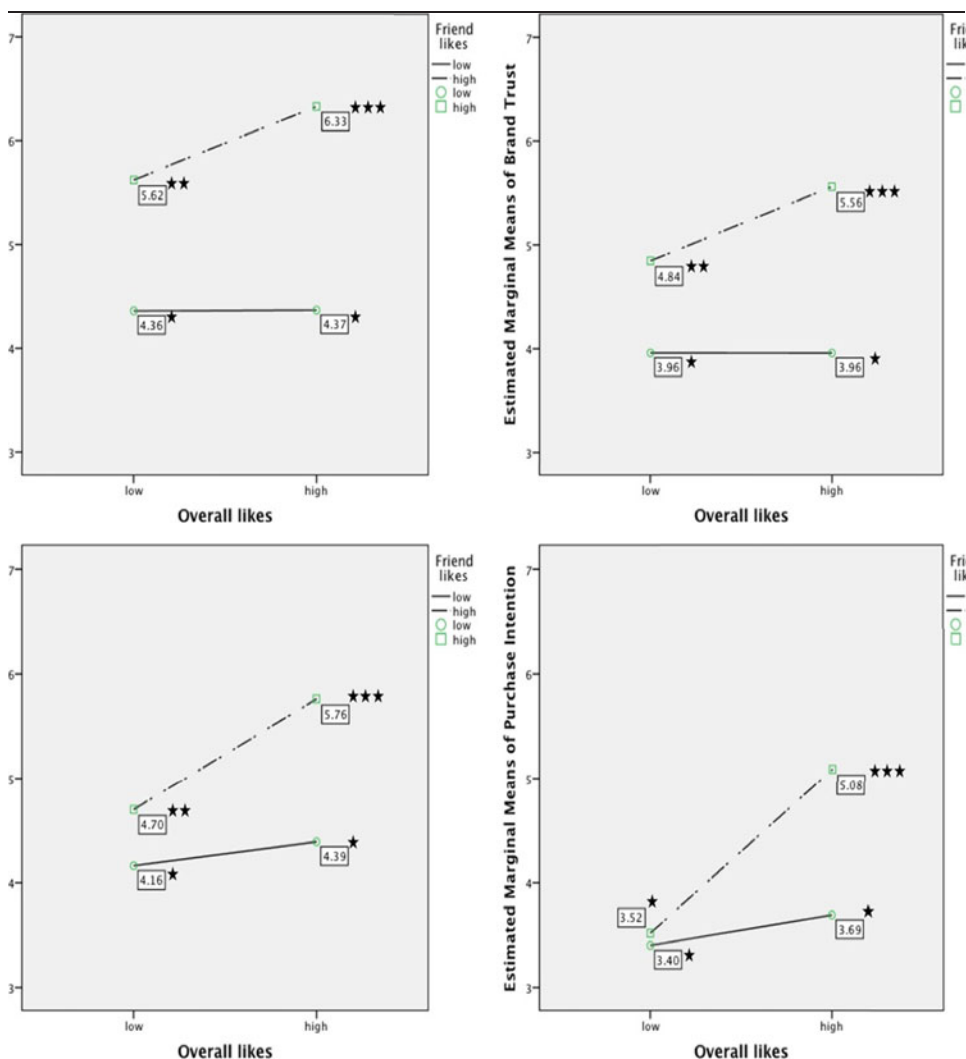 Friend
likes
low
high
low
high
7
6
5
4
3
6.33 ★★★
5.62 ★★
4.36 ★
4.37 ★
low
high
Overall likes
Estimated Marginal Means of Brand Trust
Frie
lik
7
6
5
4
3
5.56 ★★★
4.84 ★★
3.96 ★
3.96 ★
low
high
Overall likes
Friend
likes
low
high
low
high
7
6
5
4
3
5.76 ★★★
4.70 ★★
4.39 ★
4.16 ★
low
high
Overall likes
Estimated Marginal Means of Purchase Intention
Frie
lik
7
6
5
4
3
5.08 ★★★
3.52 ★
3.69 ★
3.40 ★
low
high
Overall likes